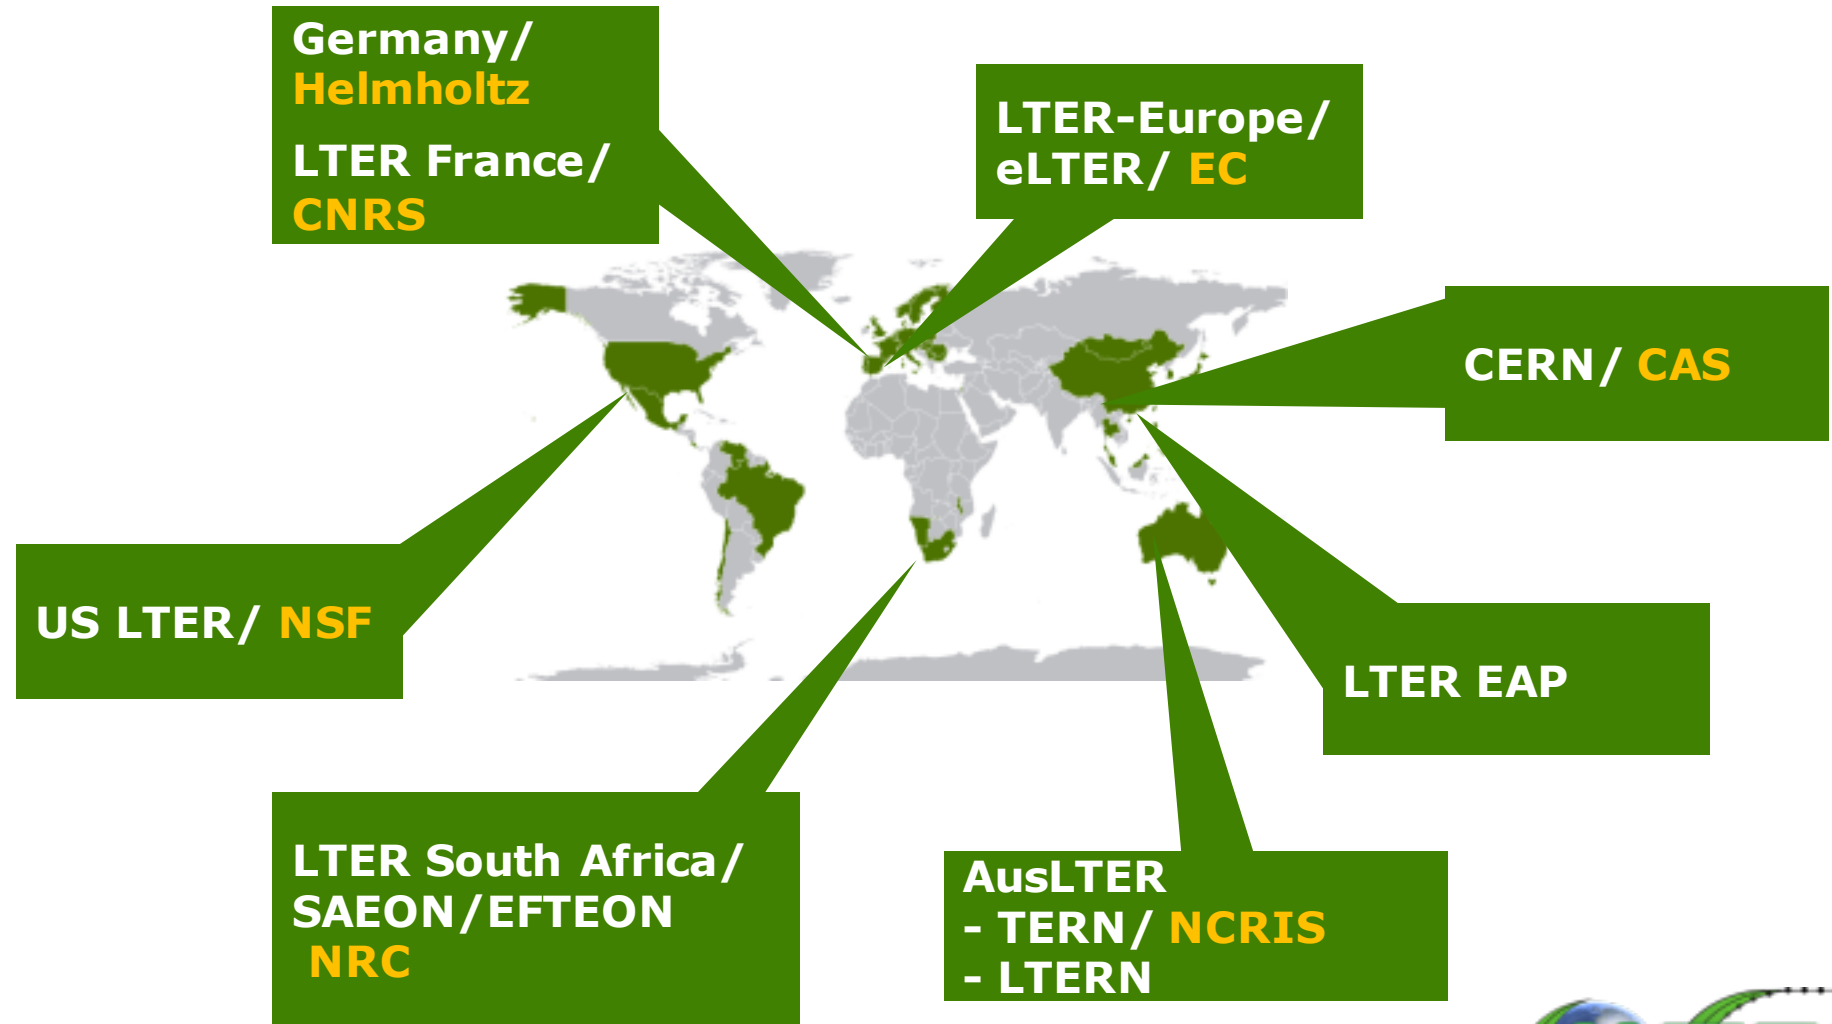 Germany/
Helmholtz
LTER France/
CNRS
LTER-Europe/
eLTER/ EC
CERN/ CAS
US LTER/ NSF
LTER EAP
LTER South Africa/
SAEON/EFTEON
NRC
AusLTER
- TERN/ NCRIS
- LTERN